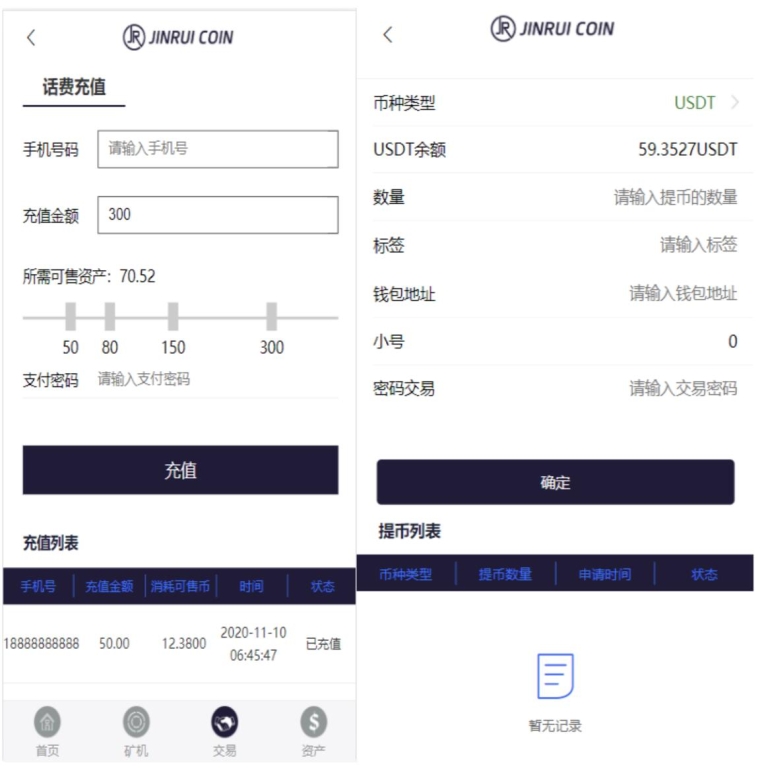 JR JINRUI COIN
话费充值
手机号码 请输入手机号
充值金额 300
所需可售资产：70.52
50 80 150 300
支付密码 请输入支付密码
充值
充值列表
手机号 充值金额 消耗可售币 时间 状态
18888888888 50.00 12.3800 2020-11-10 06:45:47 已充值
首页 矿机 交易 资产
JR JINRUI COIN
币种类型 USDT
USDT余额 59.3527USDT
数量 请输入提币的数量
标签 请输入标签
钱包地址 请输入钱包地址
小号 0
密码交易 请输入交易密码
确定
提币列表
币种类型 提币数量 申请时间 状态
暂无记录